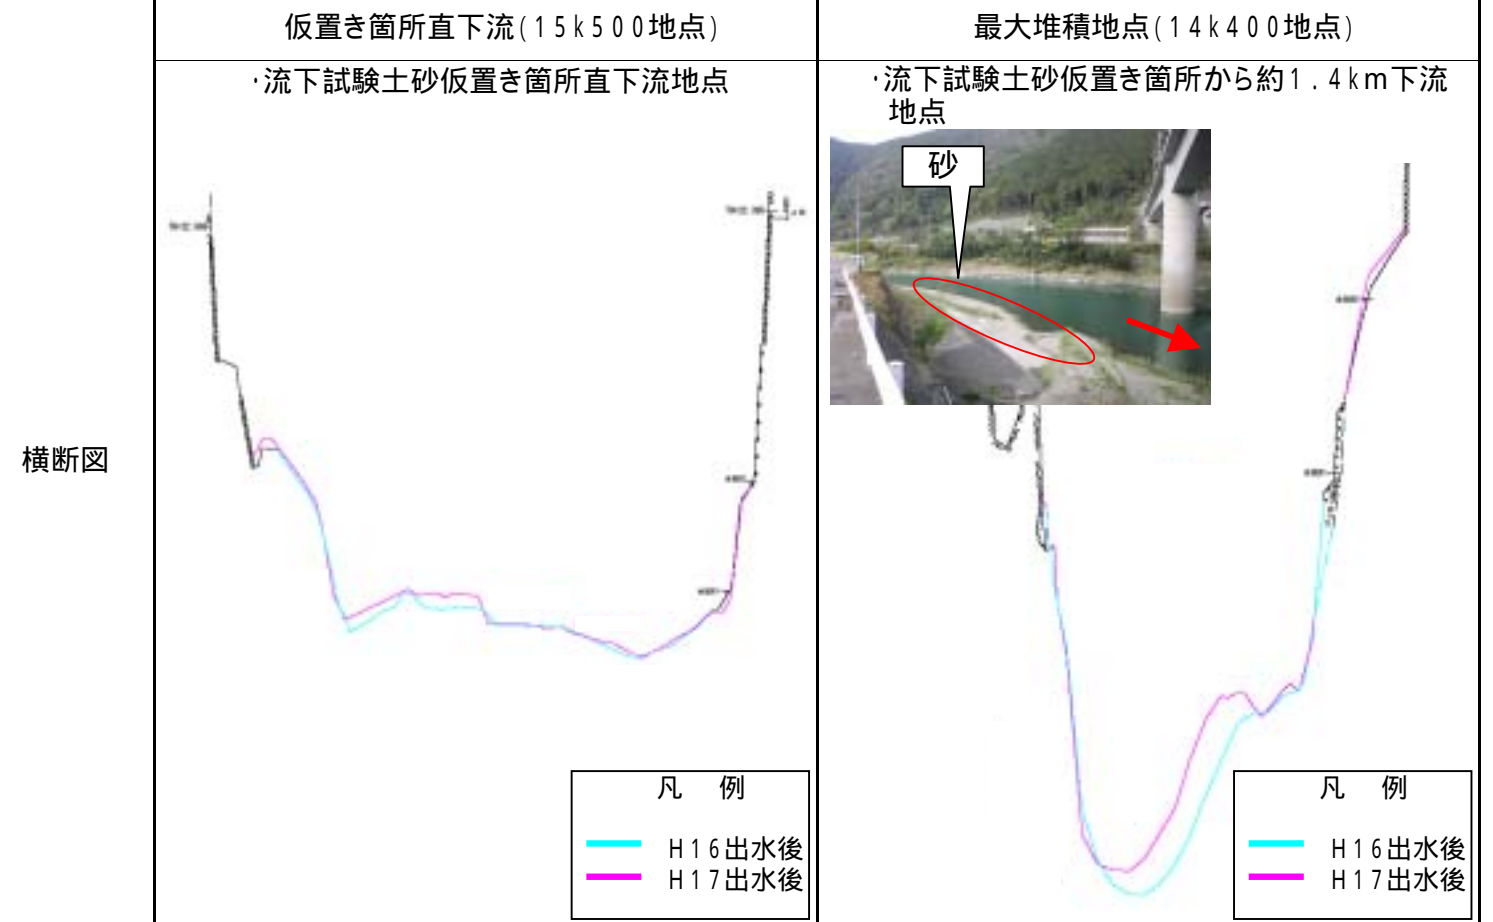 仮置き箇所直下流(15k500地点)
最大堆積地点(14k400地点)
・流下試験土砂仮置き箇所直下流地点
・流下試験土砂仮置き箇所から約1.4km下流
地点
砂
横断図
凡 例
H16出水後
H17出水後
凡 例
H16出水後
H17出水後